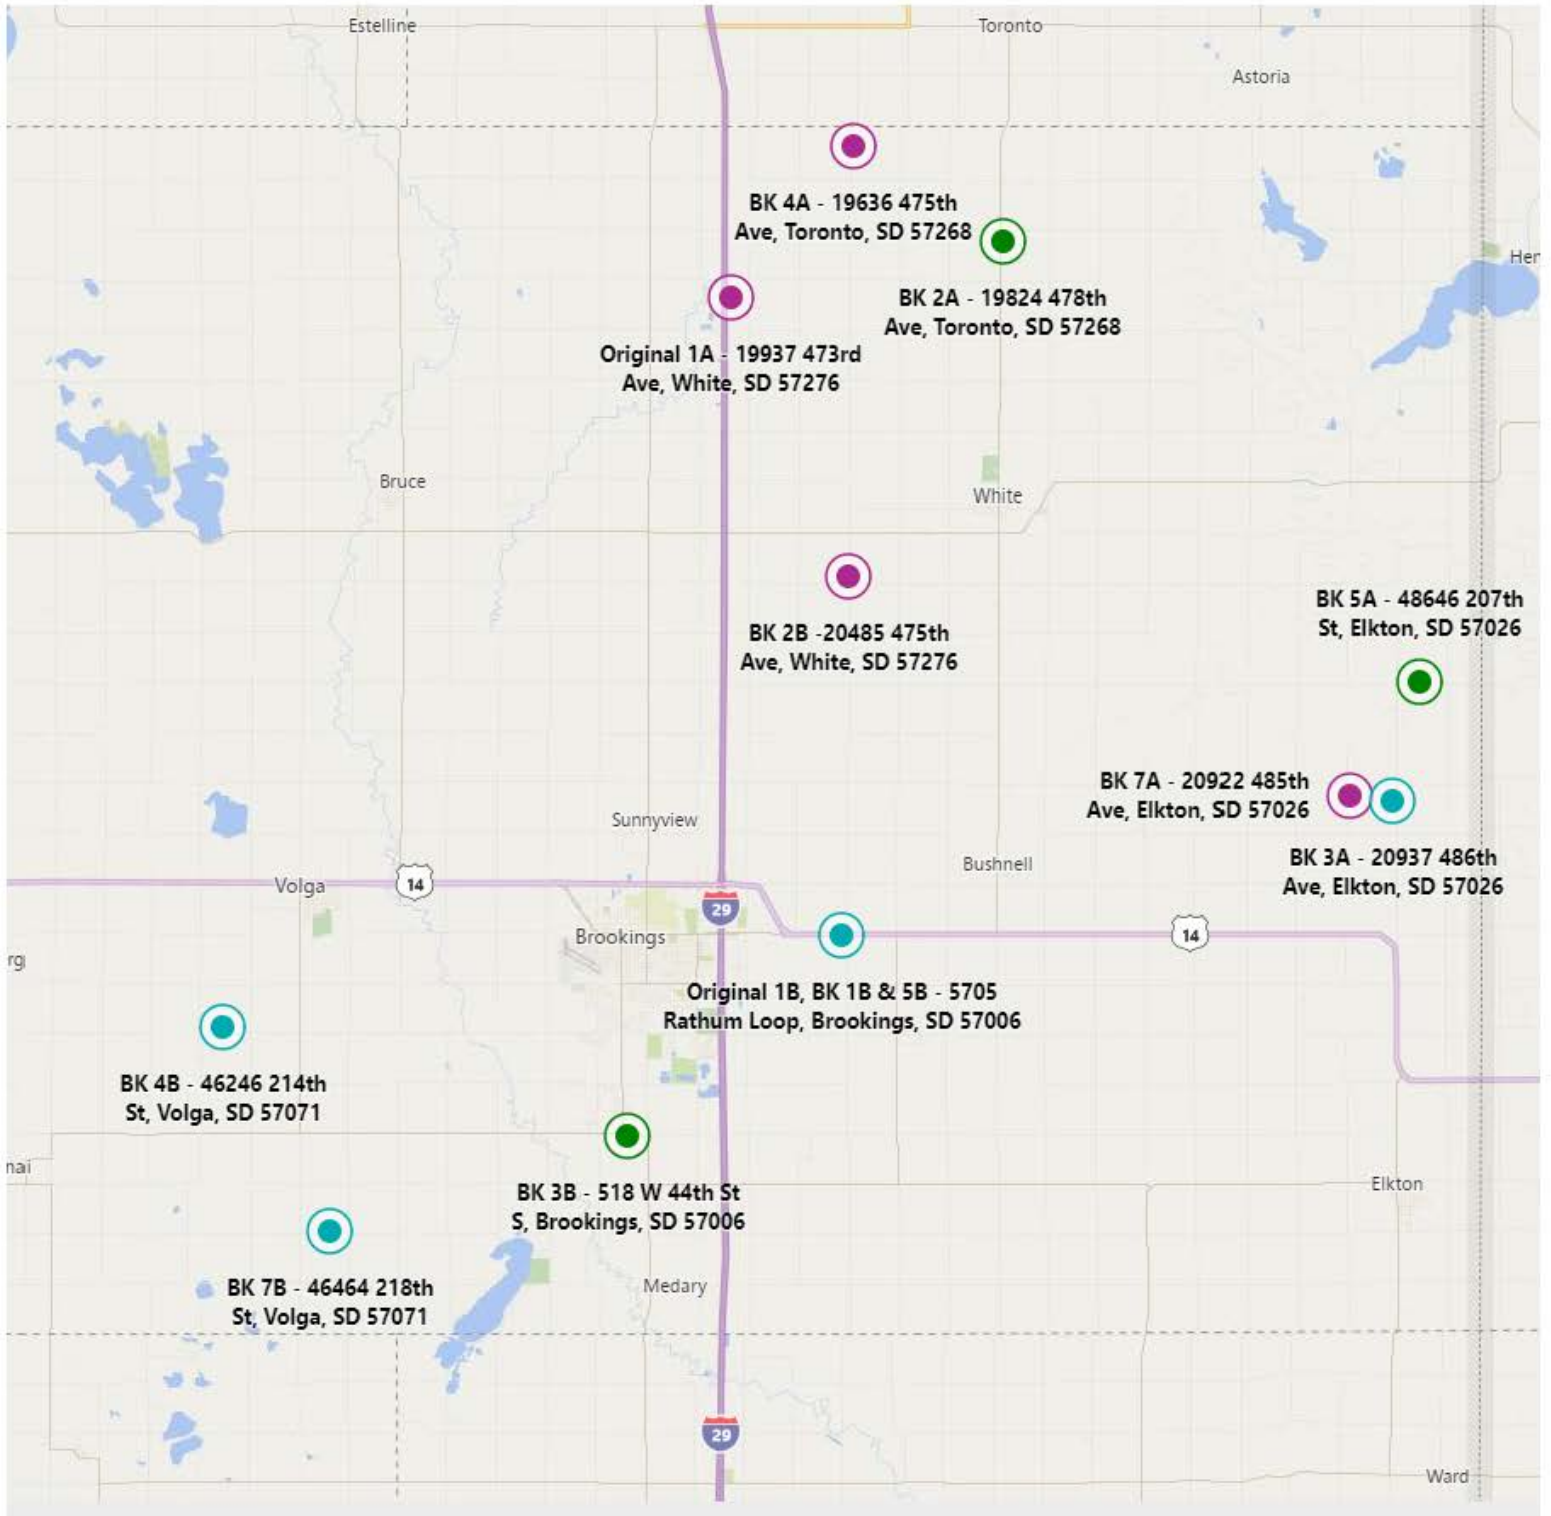 Estelline
Toronto
Astoria
BK 4A - 19636 475th
Ave, Toronto, SD 57268
Her
BK 2A - 19824 478th
Ave, Toronto, SD 57268
Original 1A - 19937 473rd
Ave, White, SD 57276
Bruce
White
BK 5A - 48646 207th
St, Elkton, SD 57026
BK 2B -20485 475th
Ave, White, SD 57276
BK 7A - 20922 485th
Ave, Elkton, SD 57026
Sunnyview
Bushnell
BK 3A - 20937 486th
Ave, Elkton, SD 57026
Volga
14
29
Brookings
14
rg
Original 1B, BK 1B & 5B - 5705
Rathum Loop, Brookings, SD 57006
BK 4B - 46246 214th
St, Volga, SD 57071
nai
Elkton
BK 3B - 518 W 44th St
S, Brookings, SD 57006
BK 7B - 46464 218th
St, Volga, SD 57071
Medary
29
Ward